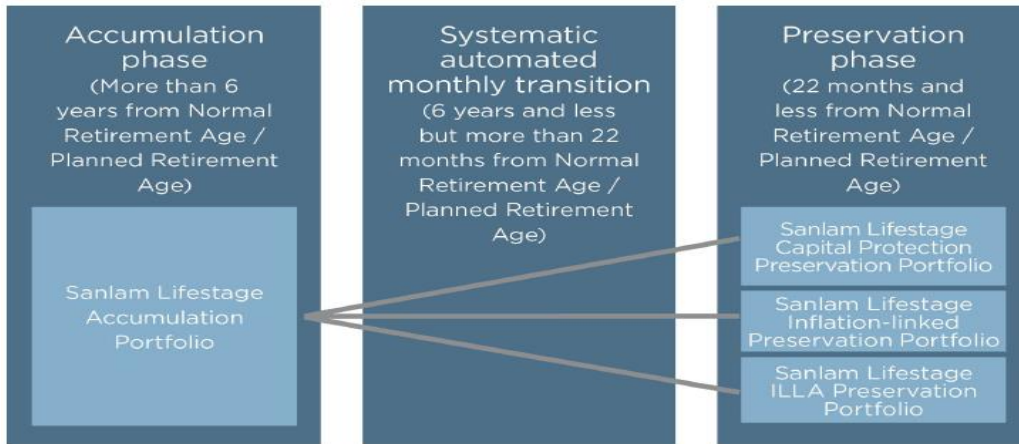 Accumulation
phase
(More than 6
years from Normal
Retirement Age /
Planned Retirement
Age)
Sanlam Lifestage
Accumulation
Portfolio
Systematic
automated
monthly transition
(6 years and less
but more than 22
months from Normal
Retirement Age /
Planned Retirement
Age)
Preservation
phase
(22 months and
less from Normal
Retirement Age /
Planned Retirement
Age)
Sanlam Lifestage
Capital Protection
Preservation Portfolio
Sanlam Lifestage
Inflation-linked
Preservation Portfolio
Sanlam Lifestage
ILLA Preservation
Portfolio